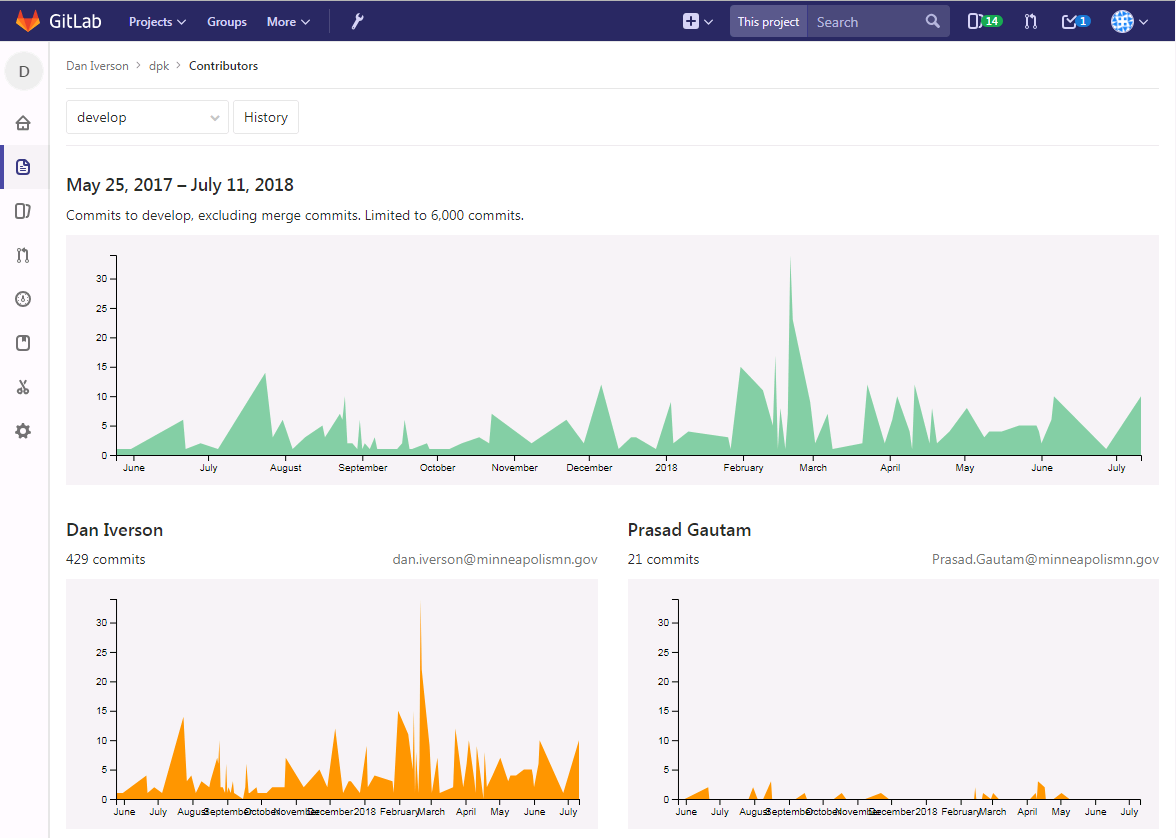 GitLab Projects Groups More This project Search 14 1
D
Dan Iverson > dpk > Contributors
develop History
May 25, 2017 – July 11, 2018
Commits to develop, excluding merge commits. Limited to 6,000 commits.
30
25
20
15
10
5
0
June July August September October November December 2018 February March April May June July
Dan Iverson
429 commits dan.iverson@minneapolismn.gov
30
25
20
15
10
5
0
June July August September October November December 2018 February March April May June July
Prasad Gautam
21 commits Prasad.Gautam@minneapolismn.gov
30
25
20
15
10
5
0
June July August September October November December 2018 February March April May June July